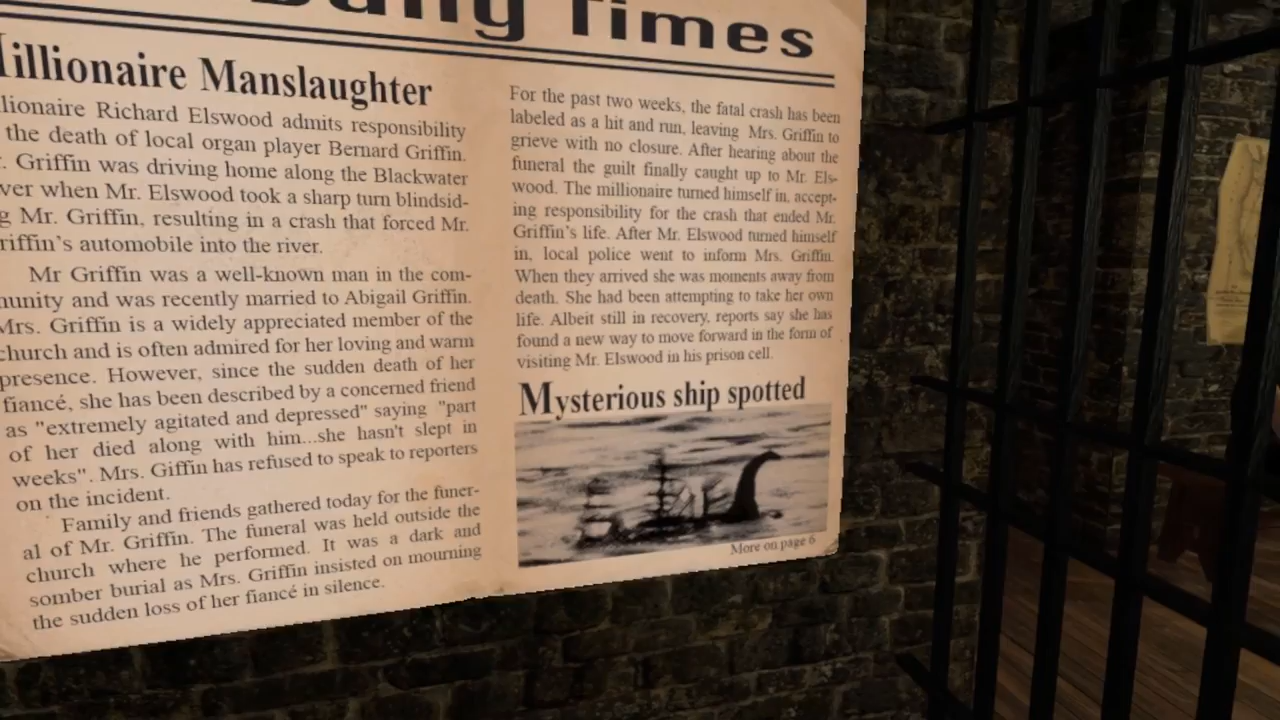 Times
Millionaire Manslaughter
lionaire Richard Elswood admits responsibility
the death of local organ player Bernard Griffin.
. Griffin was driving home along the Blackwater
ver when Mr. Elswood took a sharp turn blindsid-
g Mr. Griffin, resulting in a crash that forced Mr.
riffin's automobile into the river.
Mr Griffin was a well-known man in the com-
munity and was recently married to Abigail Griffin.
Mrs. Griffin is a widely appreciated member of the
church and is often admired for her loving and warm
presence. However, since the sudden death of her
fiancé, she has been described by a concerned friend
as "extremely agitated and depressed" saying "part
of her died along with him...she hasn't slept in
weeks". Mrs. Giffin has refused to speak to reporters
on the incident.
Family and friends gathered today for the funer-
al of Mr. Griffin. The funeral was held outside the
church where he performed. It was a dark and
somber burial as Mrs. Griffin insisted on mourning
the sudden loss of her fiancé in silence.
For the past two weeks, the fatal crash has been
labeled as a hit and run, leaving Mrs. Griffin to
grieve with no closure. After hearing about the
funeral the guilt finally caught up to Mr. Els-
wood. The millionaire turned himself in, accept-
ing responsibility for the crash that ended Mr.
Griffin's life. After Mr. Elswood turned himself
in, local police went to inform Mrs. Griffin.
When they arrived she was moments away from
death. She had been attempting to take her own
life. Albeit still in recovery, reports say she has
found a new way to move forward in the form of
visiting Mr. Elswood in his prison cell.
Mysterious ship spotted
More on page 6